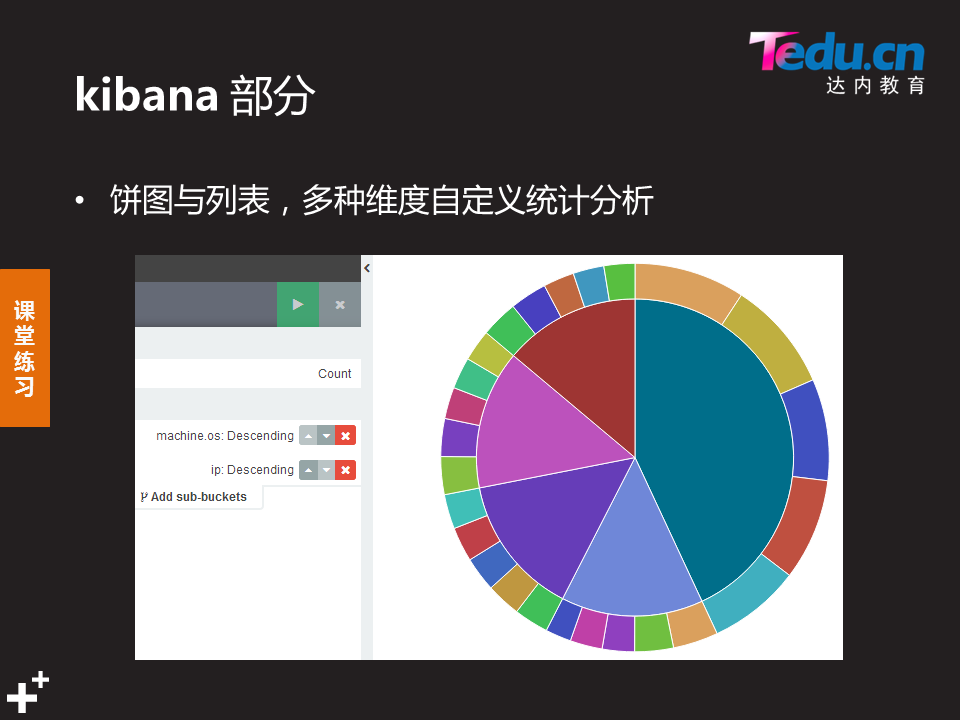 Tedu.cn
达内教育
kibana 部分
• 饼图与列表，多种维度自定义统计分析
课堂练习
Count
machine.os: Descending
ip: Descending
Add sub-buckets